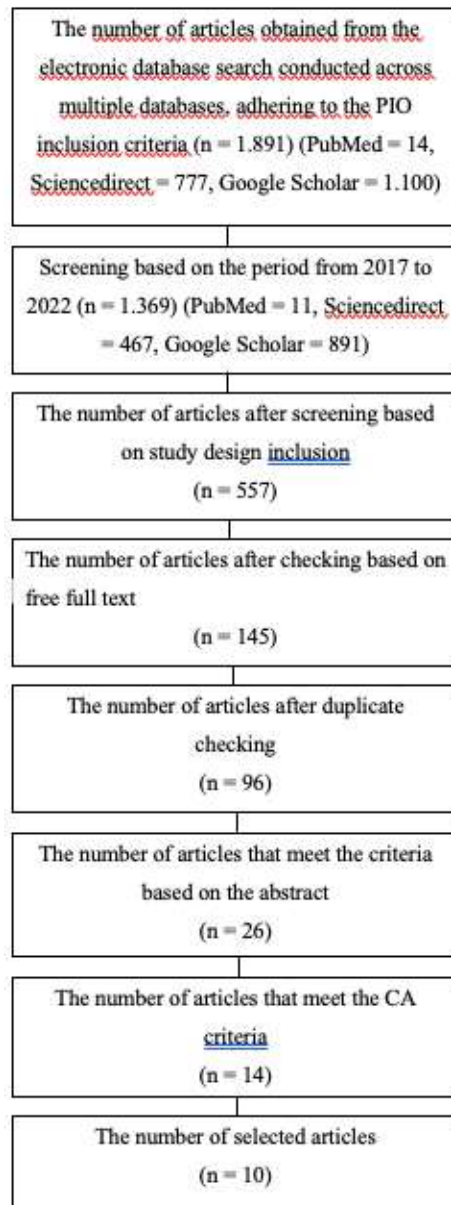 The number of articles obtained from the
electronic database search conducted across
multiple databases, adhering to the PIO
inclusion criteria (n = 1.891) (PubMed = 14,
Sciencedirect = 777, Google Scholar = 1.100)
Screening based on the period from 2017 to
2022 (n = 1.369) (PubMed = 11, Sciencedirect
= 467, Google Scholar = 891)
The number of articles after screening based
on study design inclusion
(n = 557)
The number of articles after checking based on
free full text
(n = 145)
The number of articles after duplicate
checking
(n = 96)
The number of articles that meet the criteria
based on the abstract
(n = 26)
The number of articles that meet the CA
criteria
(n = 14)
The number of selected articles
(n = 10)